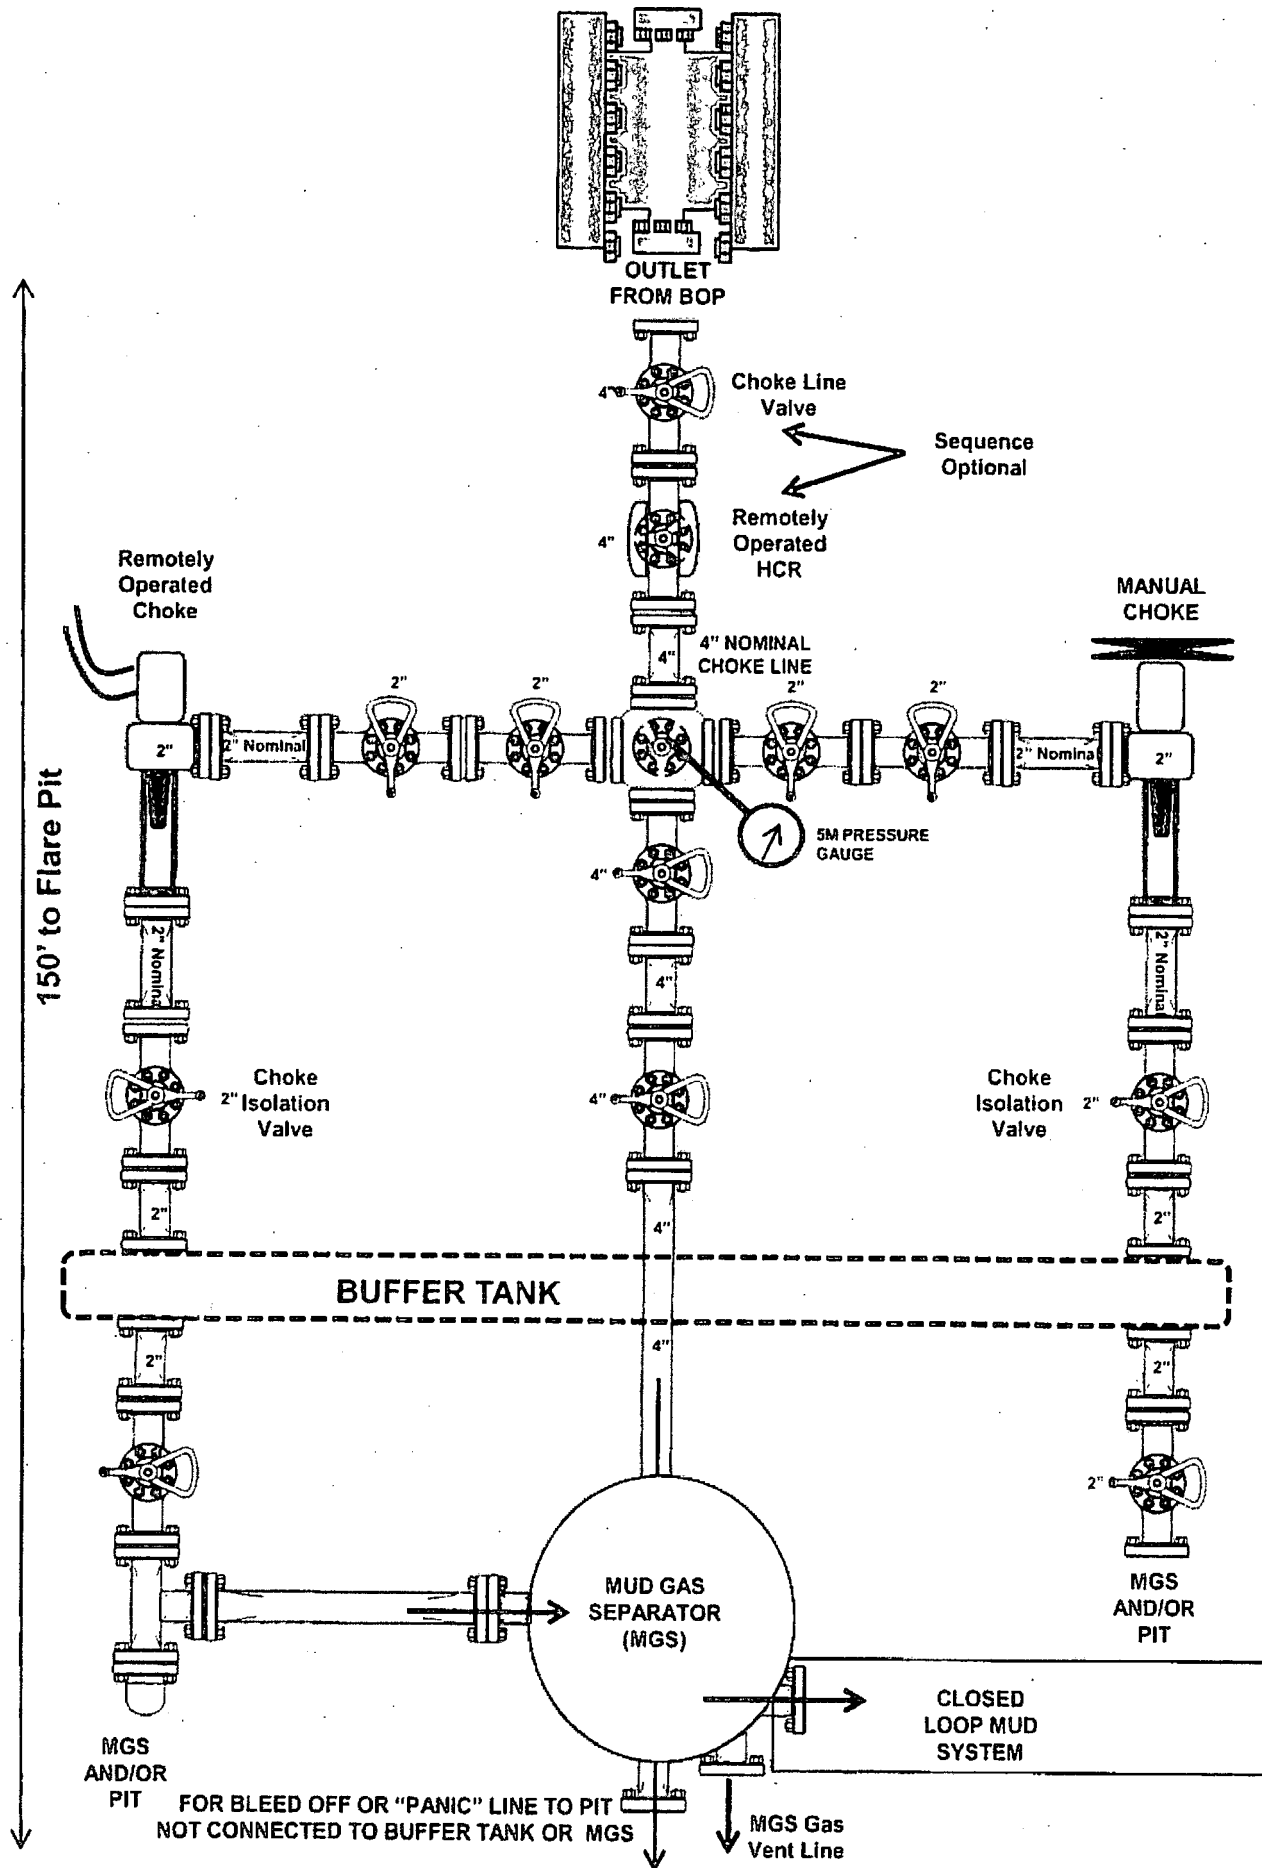 OUTLET
FROM BOP
4"
Choke Line
Valve
Sequence
Optional
4"
Remotely
Operated
HCR
Remotely
Operated
Choke
MANUAL
CHOKE
4"
4" NOMINAL
CHOKE LINE
2"
2"
2"
2"
2"
2" Nominal
2" Nomina
2"
5M PRESSURE
GAUGE
4"
150' to Flare Pit
2" Nomina
4"
2" Nominal
2"
Choke
Isolation
Valve
4"
Choke
Isolation
Valve
2"
2"
4"
2"
BUFFER TANK
2"
4"
2"
2"
MUD GAS
SEPARATOR
(MGS)
MGS
AND/OR
PIT
CLOSED
LOOP MUD
SYSTEM
MGS
AND/OR
PIT
FOR BLEED OFF OR "PANIC" LINE TO PIT
NOT CONNECTED TO BUFFER TANK OR MGS
MGS Gas
Vent Line